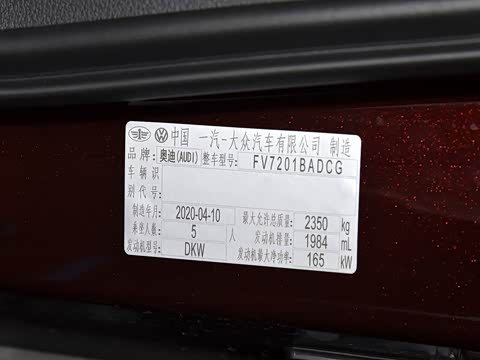 中国 一汽-大众汽车有限公司 制造
品牌: 奥迪(AUDI) 整车型号: FV7201BADCG
车辆识
别代号:
制造年月: 2020-04-10 最大允许总质量: 2350 kg
乘坐人数: 5 人 发动机排量: 1984 mL
发动机型号: DKW 发动机最大净功率: 165 kW